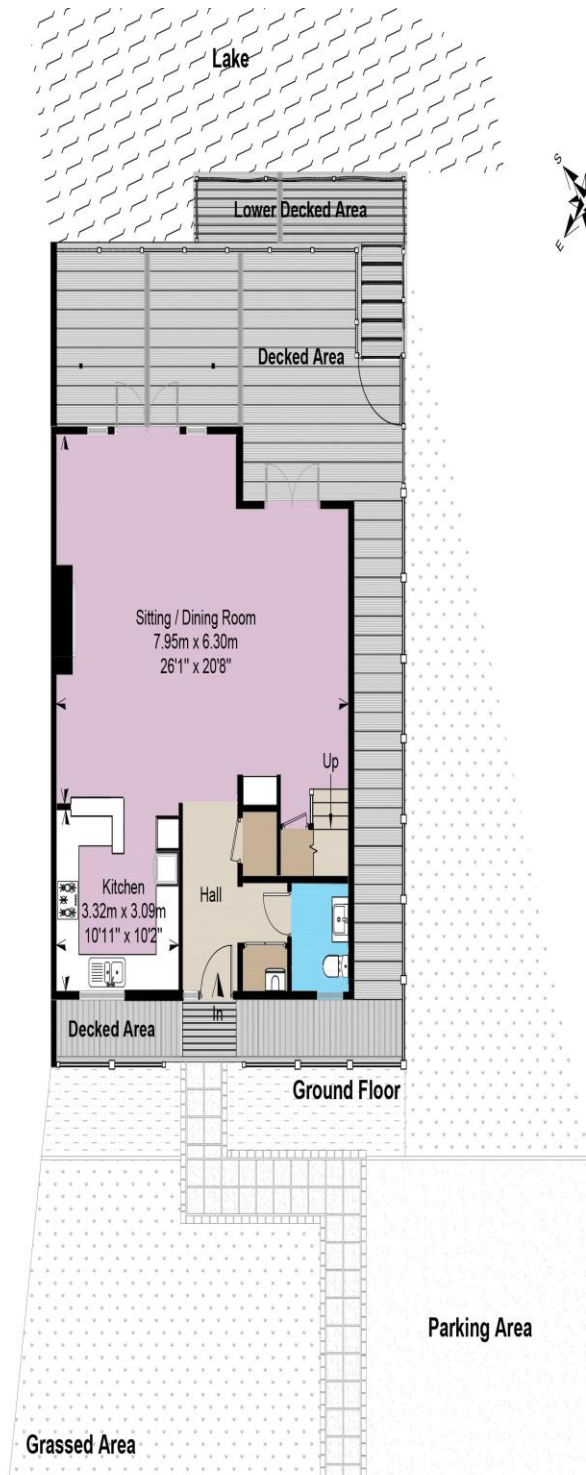 Lake
S
E
Lower Decked Area
Decked Area
Sitting / Dining Room
7.95m x 6.30m
26'1" x 20'8"
Up
Kitchen
3.32m x 3.09m
10'11" x 10'2"
Hall
In
Decked Area
Ground Floor
Parking Area
Grassed Area